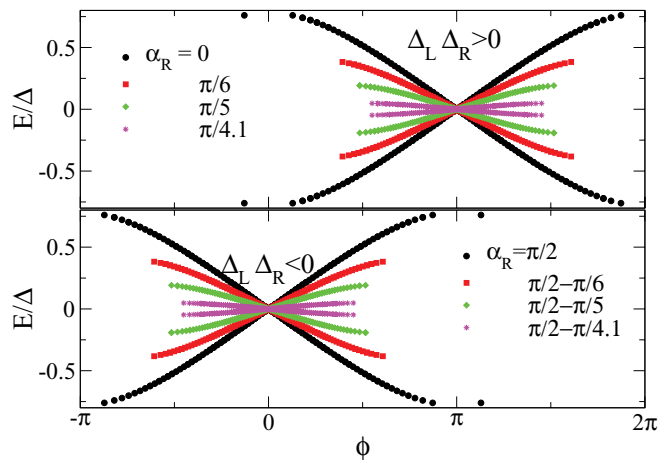 0.5
0
-0.5
E/Δ
α_R = 0
π/6
π/5
π/4.1
Δ_L Δ_R>0
0.5
0
-0.5
E/Δ
Δ_L Δ_R<0
α_R=π/2
π/2−π/6
π/2−π/5
π/2−π/4.1
-π 0 π 2π
ϕ